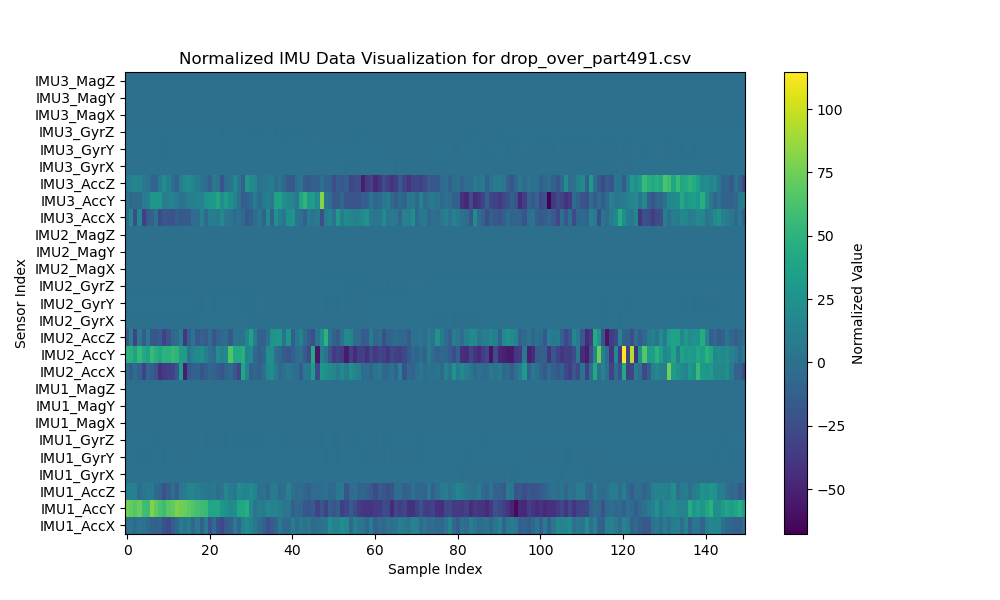 Normalized IMU Data Visualization for drop_over_part491.csv
IMU3_MagZ
IMU3_MagY
IMU3_MagX
IMU3_GyrZ
IMU3_GyrY
IMU3_GyrX
IMU3_AccZ
IMU3_AccY
IMU3_AccX
IMU2_MagZ
IMU2_MagY
IMU2_MagX
IMU2_GyrZ
IMU2_GyrY
IMU2_GyrX
IMU2_AccZ
IMU2_AccY
IMU2_AccX
IMU1_MagZ
IMU1_MagY
IMU1_MagX
IMU1_GyrZ
IMU1_GyrY
IMU1_GyrX
IMU1_AccZ
IMU1_AccY
IMU1_AccX
Sensor Index
0 20 40 60 80 100 120 140
Sample Index
100
75
50
25
0
−25
−50
Normalized Value